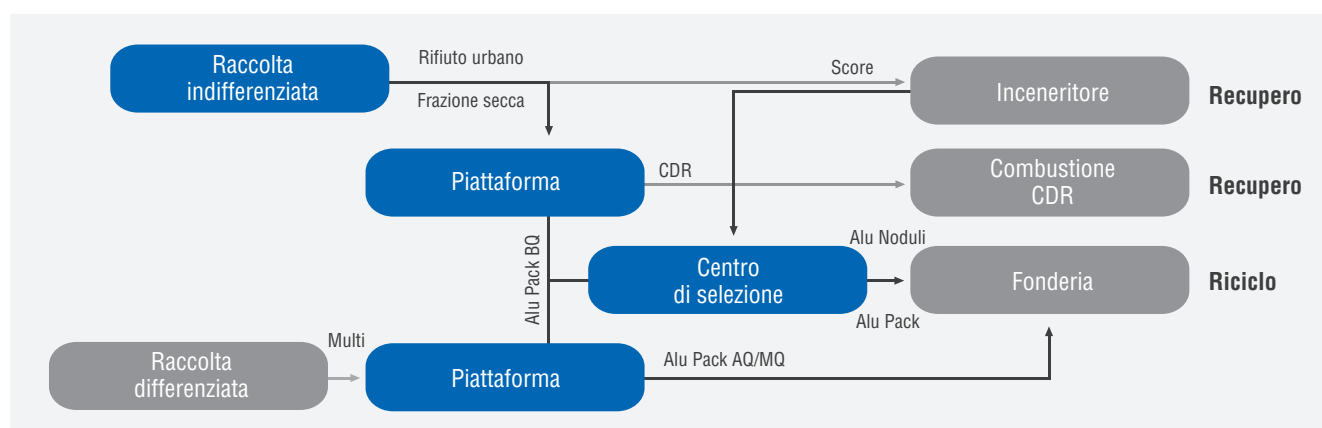 Raccolta
indifferenziata
Rifiuto urbano
Frazione secca
Score
Inceneritore
Recupero
Piattaforma
CDR
Combustione
CDR
Recupero
Alu Pack BQ
Centro
di selezione
Alu Noduli
Alu Pack
Fonderia
Riciclo
Raccolta
differenziata
Multi
Piattaforma
Alu Pack AQ/MQ